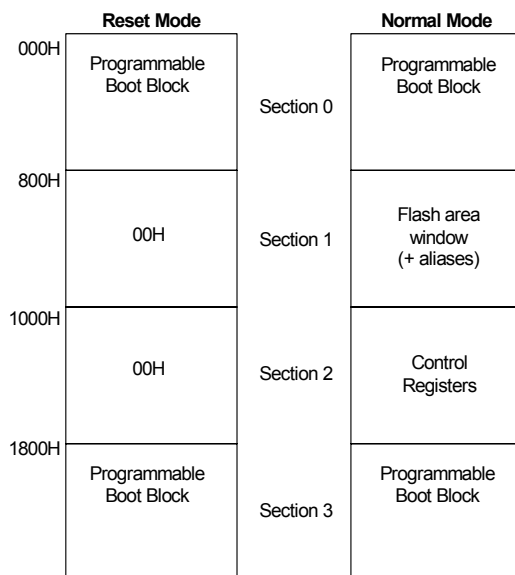 Reset Mode
Normal Mode
000H
Programmable
Boot Block
Section 0
Programmable
Boot Block
800H
00H
Section 1
Flash area
window
(+ aliases)
1000H
00H
Section 2
Control
Registers
1800H
Programmable
Boot Block
Section 3
Programmable
Boot Block